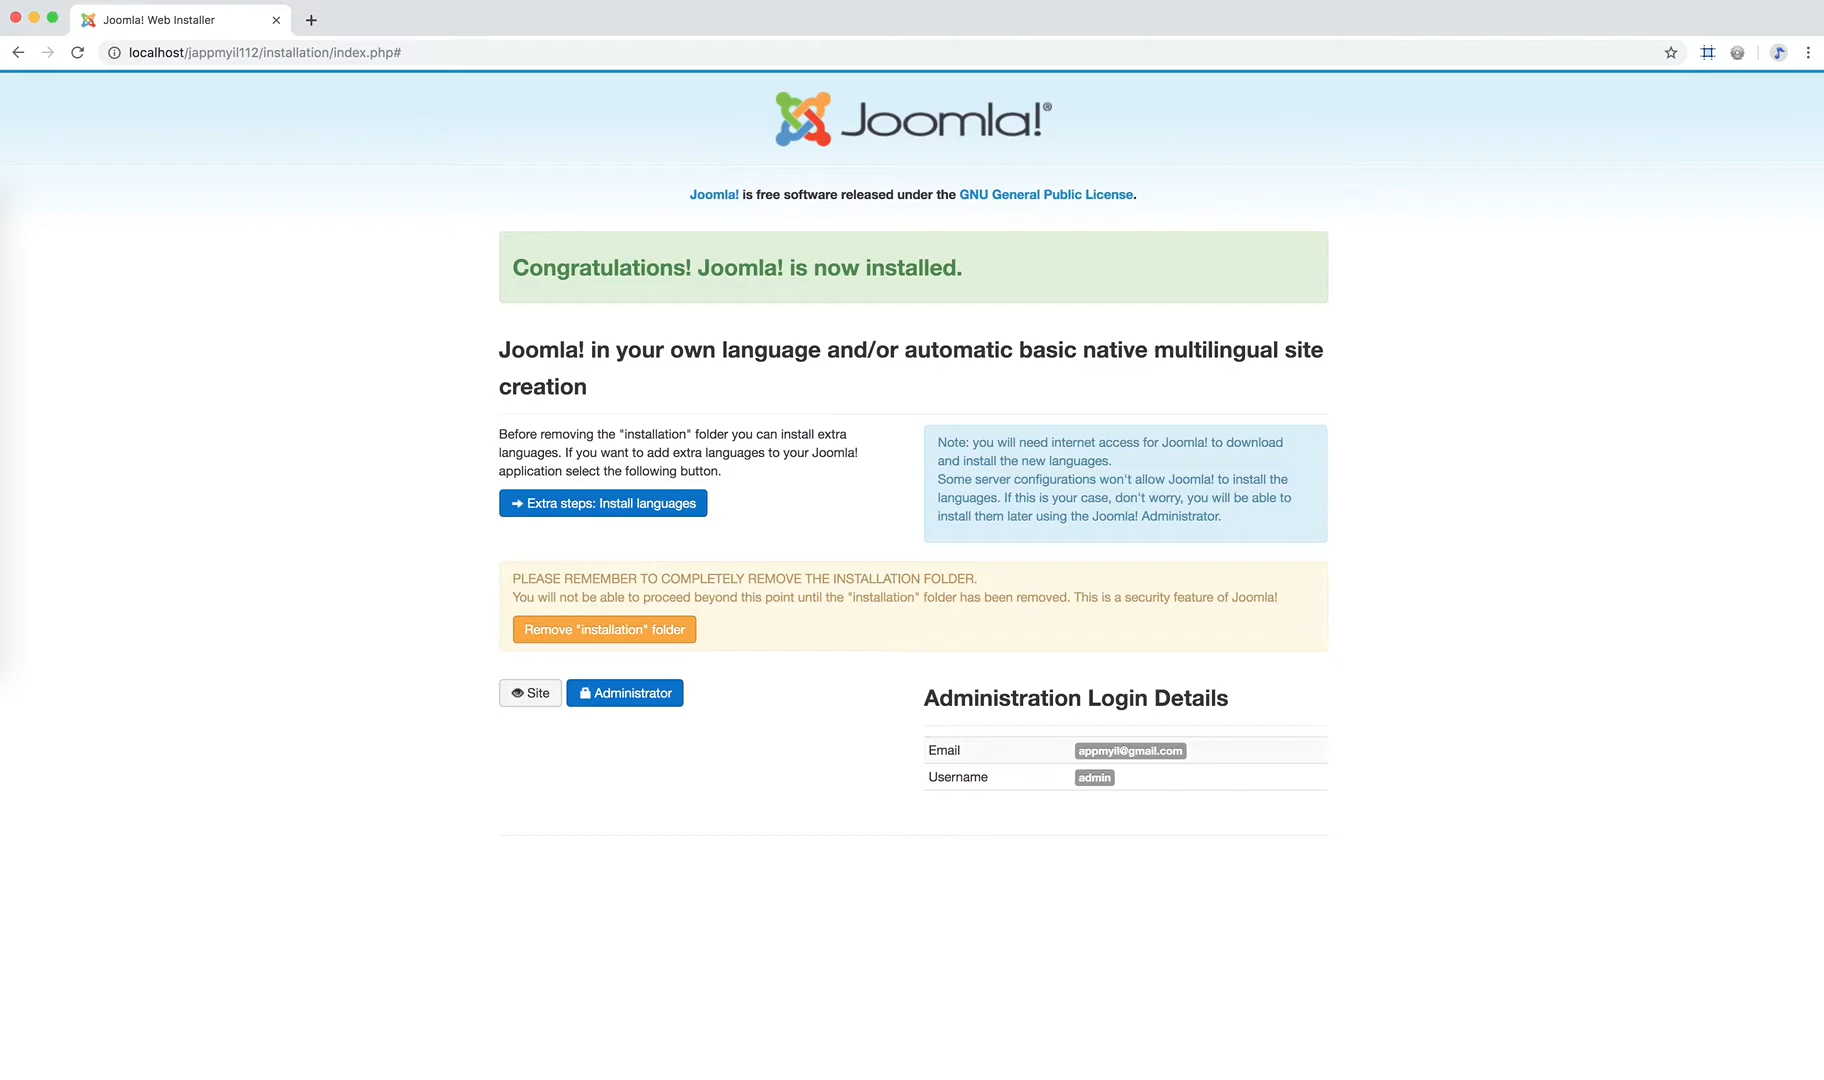 Joomla! Web Installer
localhost/jappmyil112/installation/index.php#
Joomla!®
Joomla! is free software released under the GNU General Public License.
Congratulations! Joomla! is now installed.
Joomla! in your own language and/or automatic basic native multilingual site
creation
Before removing the "installation" folder you can install extra
languages. If you want to add extra languages to your Joomla!
application select the following button.
Extra steps: Install languages
Note: you will need internet access for Joomla! to download
and install the new languages.
Some server configurations won't allow Joomla! to install the
languages. If this is your case, don't worry, you will be able to
install them later using the Joomla! Administrator.
PLEASE REMEMBER TO COMPLETELY REMOVE THE INSTALLATION FOLDER.
You will not be able to proceed beyond this point until the "installation" folder has been removed. This is a security feature of Joomla!
Remove "installation" folder
Site Administrator
Administration Login Details
Email appmyil@gmail.com
Username admin